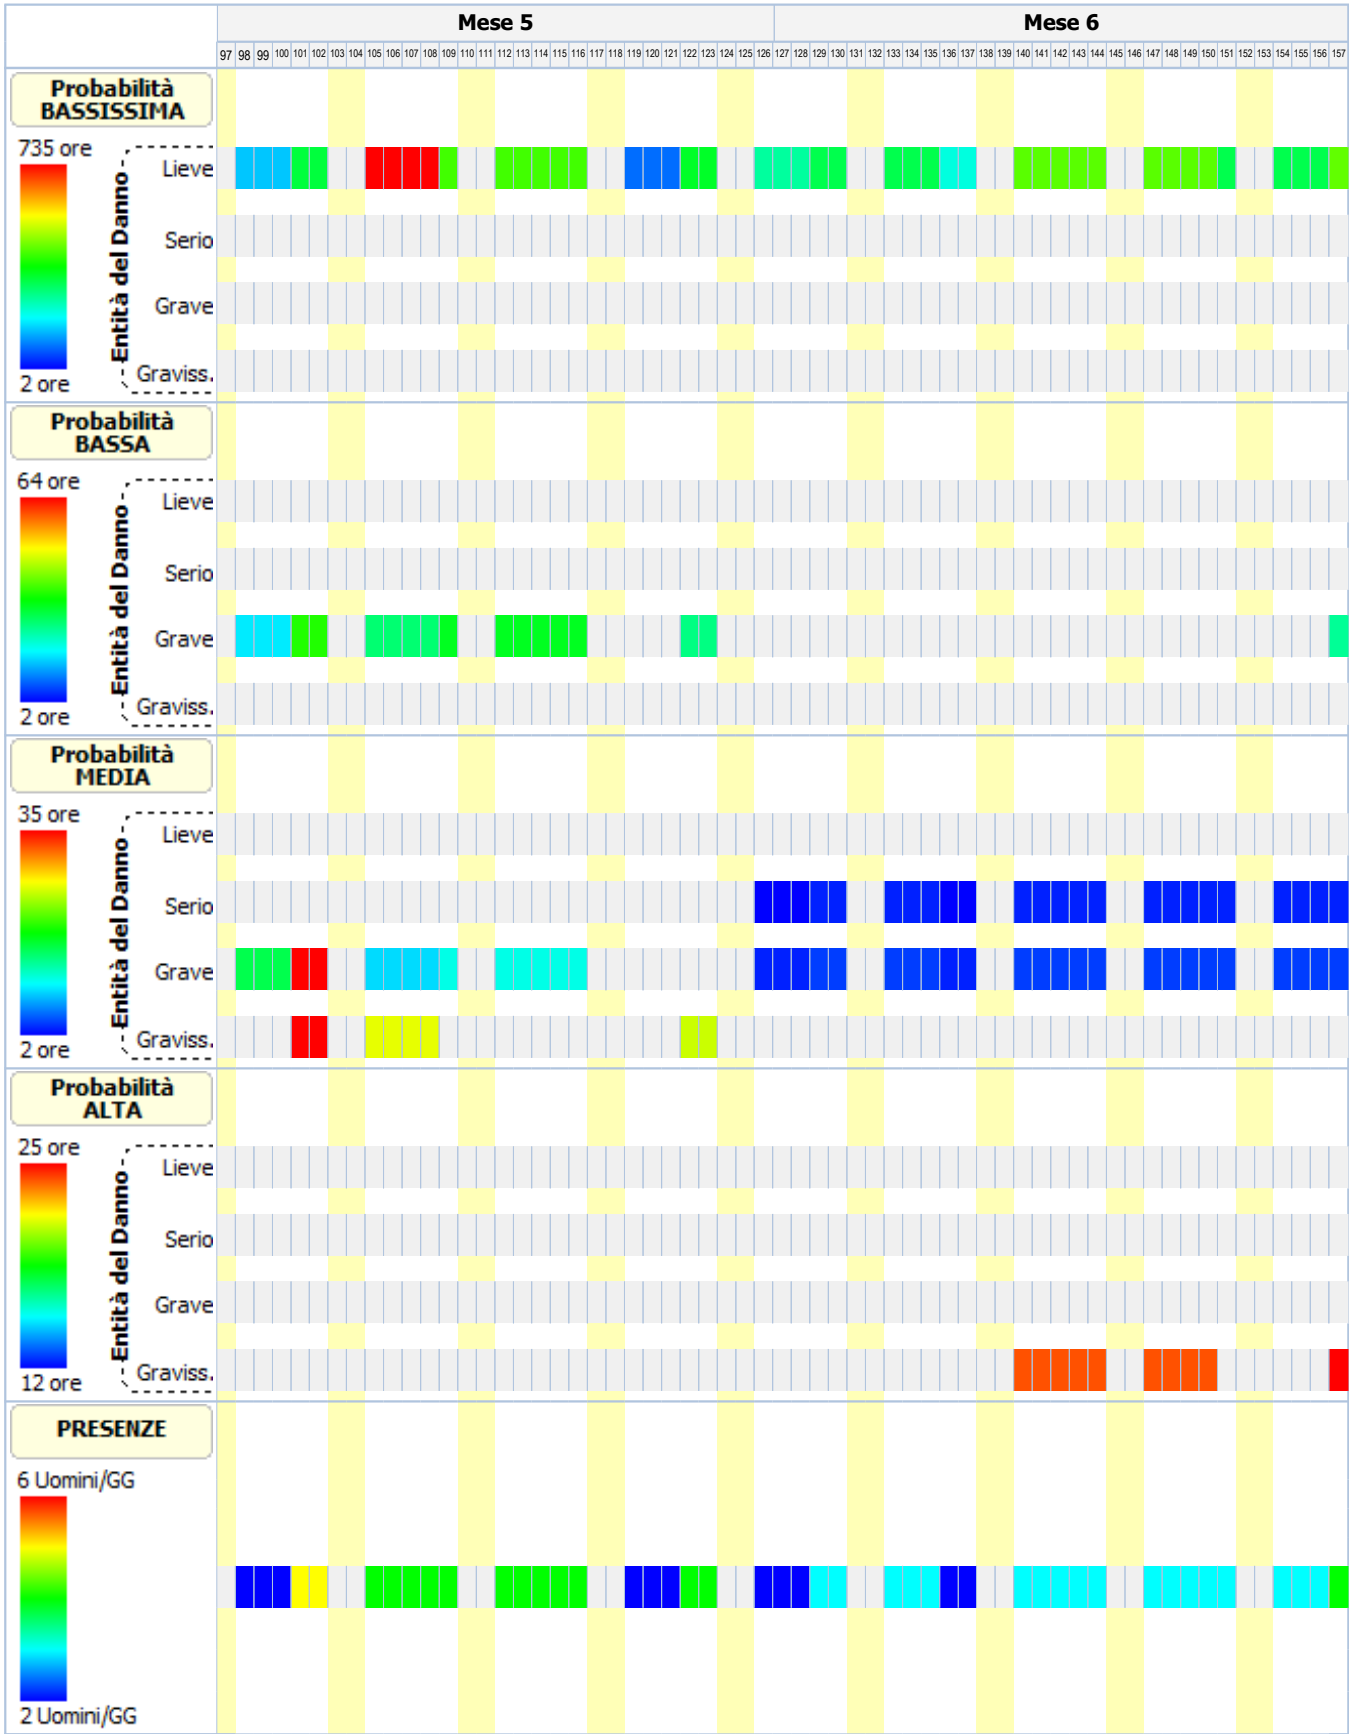 Mese 5 Mese 6
97 98 99 100 101 102 103 104 105 106 107 108 109 110 111 112 113 114 115 116 117 118 119 120 121 122 123 124 125 126 127 128 129 130 131 132 133 134 135 136 137 138 139 140 141 142 143 144 145 146 147 148 149 150 151 152 153 154 155 156 157
Probabilità
BASSISSIMA
735 ore
2 ore
Entità del Danno
Lieve
Serio
Grave
Graviss.
Probabilità
BASSA
64 ore
2 ore
Entità del Danno
Lieve
Serio
Grave
Graviss.
Probabilità
MEDIA
35 ore
2 ore
Entità del Danno
Lieve
Serio
Grave
Graviss.
Probabilità
ALTA
25 ore
12 ore
Entità del Danno
Lieve
Serio
Grave
Graviss.
PRESENZE
6 Uomini/GG
2 Uomini/GG